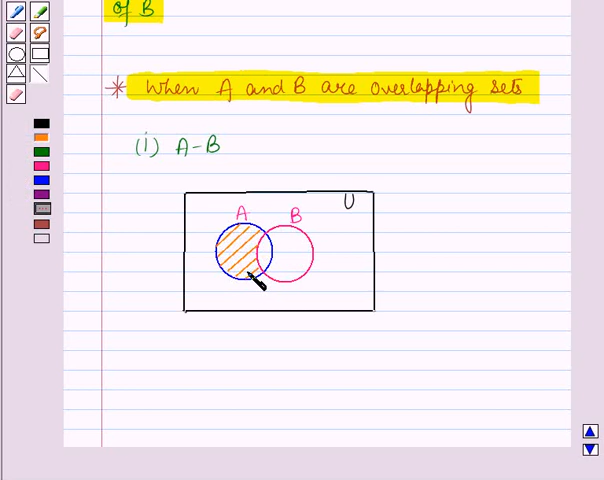 of B
* When A and B are overlapping sets
(i) A-B
U
A B